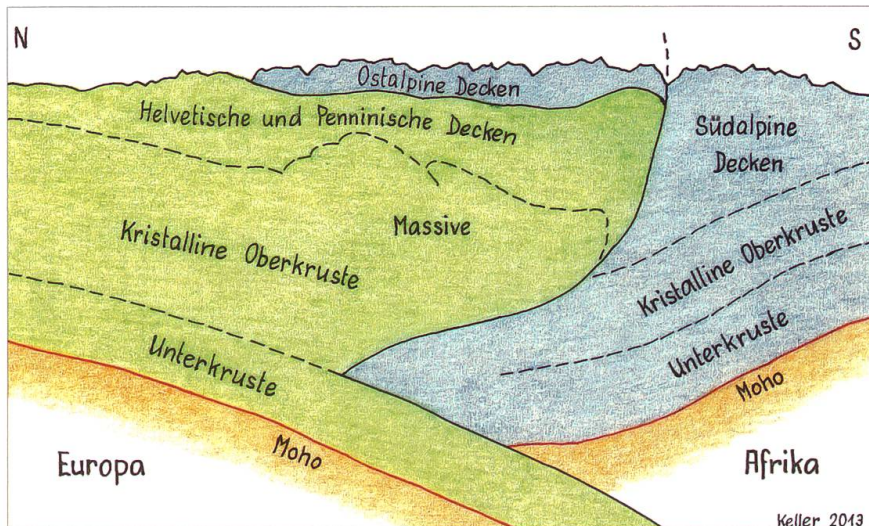 N
S
Ostalpine Decken
Helvetische und Penninische Decken
Südalpine
Decken
Massive
Kristalline Oberkruste
Kristalline Oberkruste
Unterkruste
Unterkruste
Moho
Moho
Europa
Afrika
Keller 2013